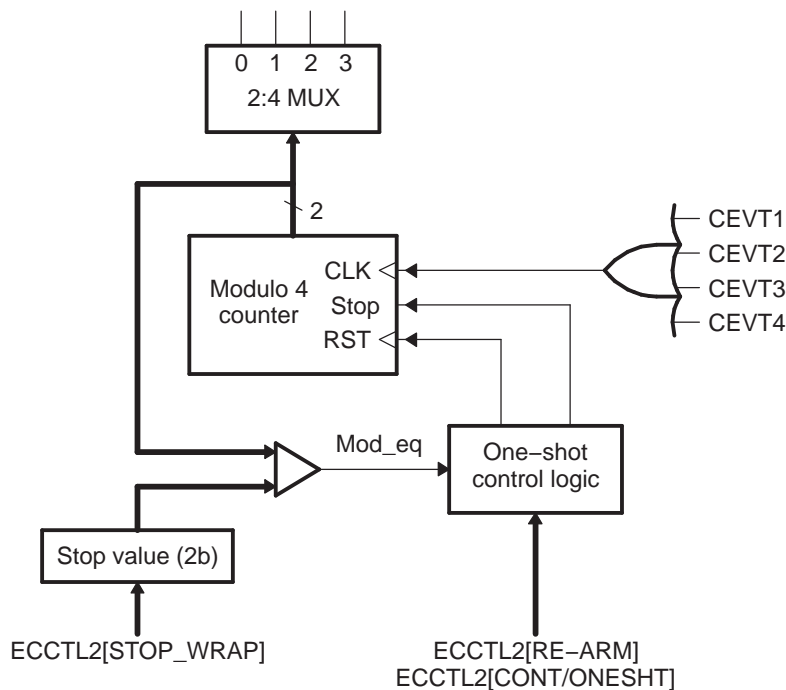 0 1 2 3
2:4 MUX
2
CEVT1
CEVT2
CEVT3
CEVT4
Modulo 4
counter
CLK
Stop
RST
Mod_eq
One−shot
control logic
Stop value (2b)
ECCTL2[STOP_WRAP]
ECCTL2[RE−ARM]
ECCTL2[CONT/ONESHT]